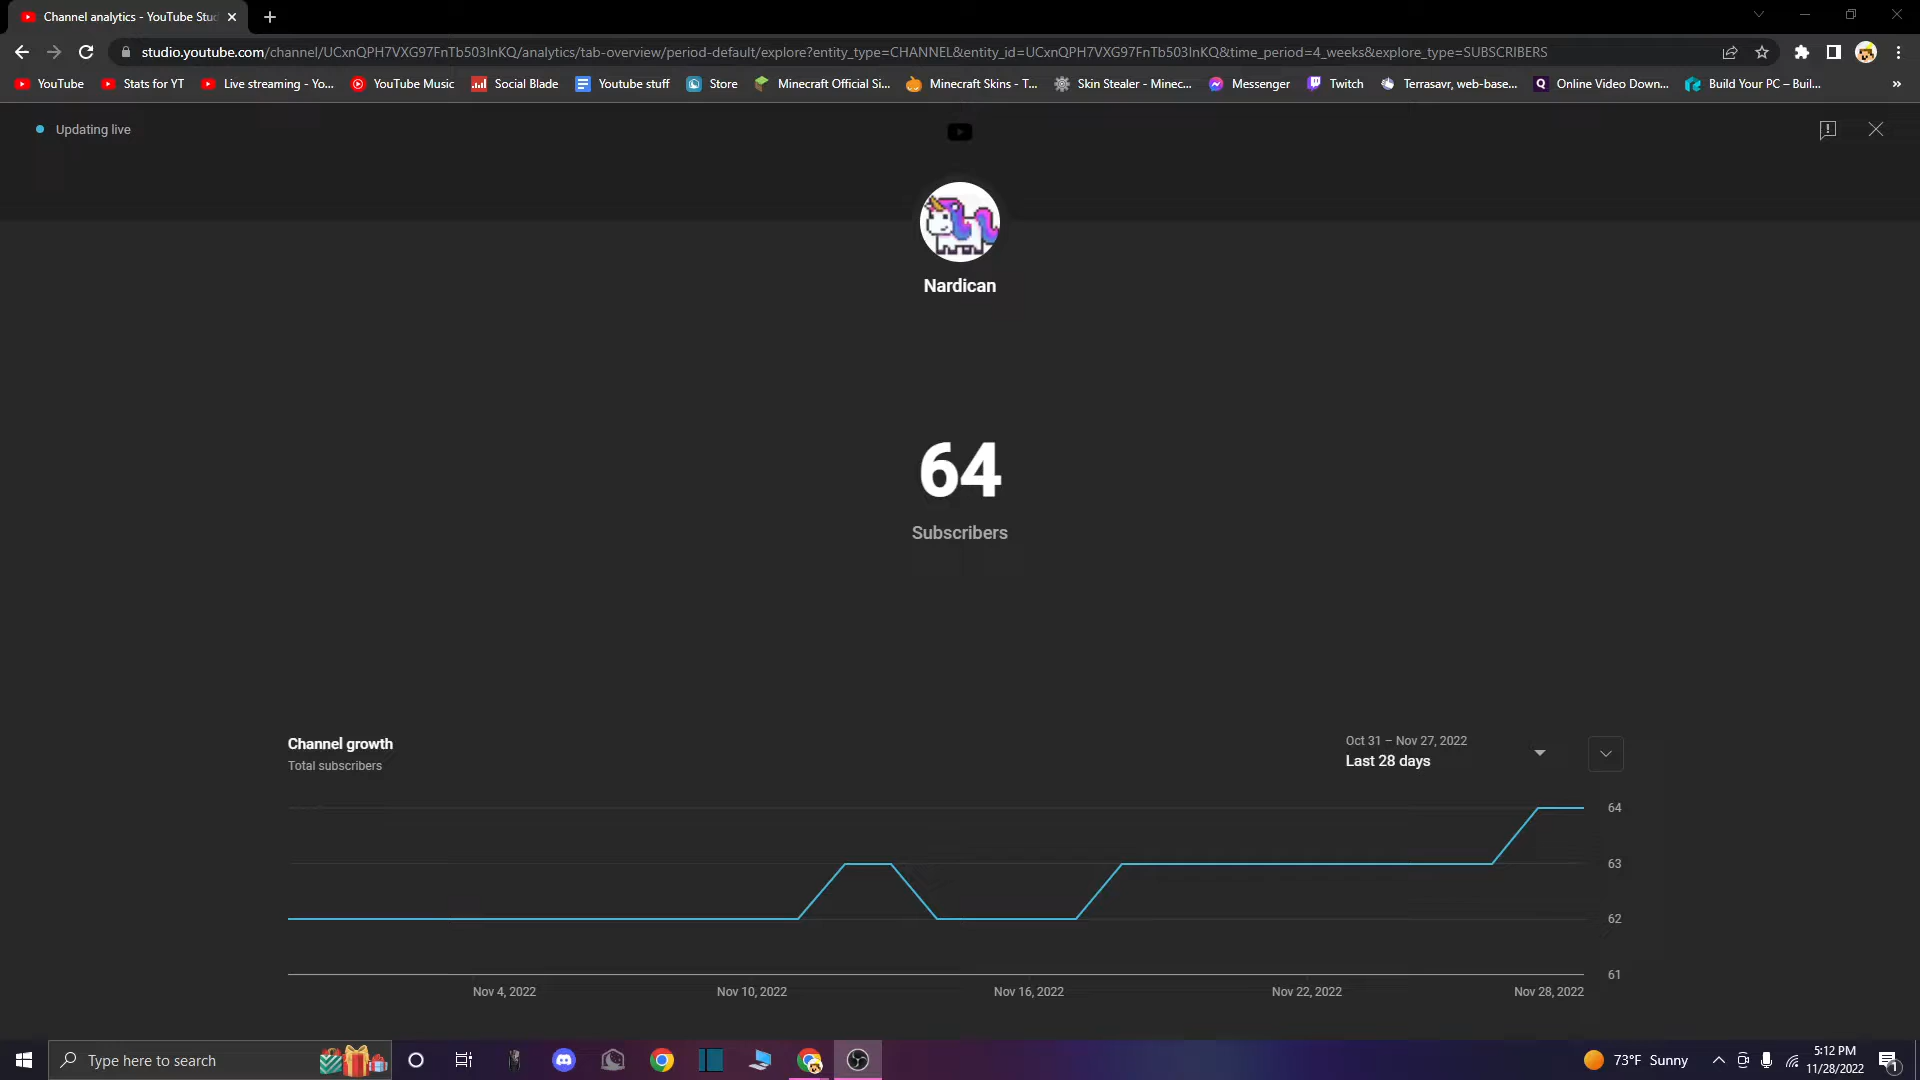 Channel analytics - YouTube Stud
studio.youtube.com/channel/UCxnQPH7VXG97FnTb503InKQ/analytics/tab-overview/period-default/explore?entity_type=CHANNEL&entity_id=UCxnQPH7VXG97FnTb503InKQ&time_period=4_weeks&explore_type=SUBSCRIBERS
YouTube Stats for YT Live streaming - Yo... YouTube Music Social Blade Youtube stuff Store Minecraft Official Si... Minecraft Skins - T... Skin Stealer - Minec... Messenger Twitch Terrasavr, web-base... Online Video Down... Build Your PC – Buil... »
Updating live
Nardican
64
Subscribers
Channel growth
Total subscribers
Oct 31 – Nov 27, 2022
Last 28 days
64
63
62
61
Nov 4, 2022 Nov 10, 2022 Nov 16, 2022 Nov 22, 2022 Nov 28, 2022
Type here to search
73°F Sunny
5:12 PM
11/28/2022
1